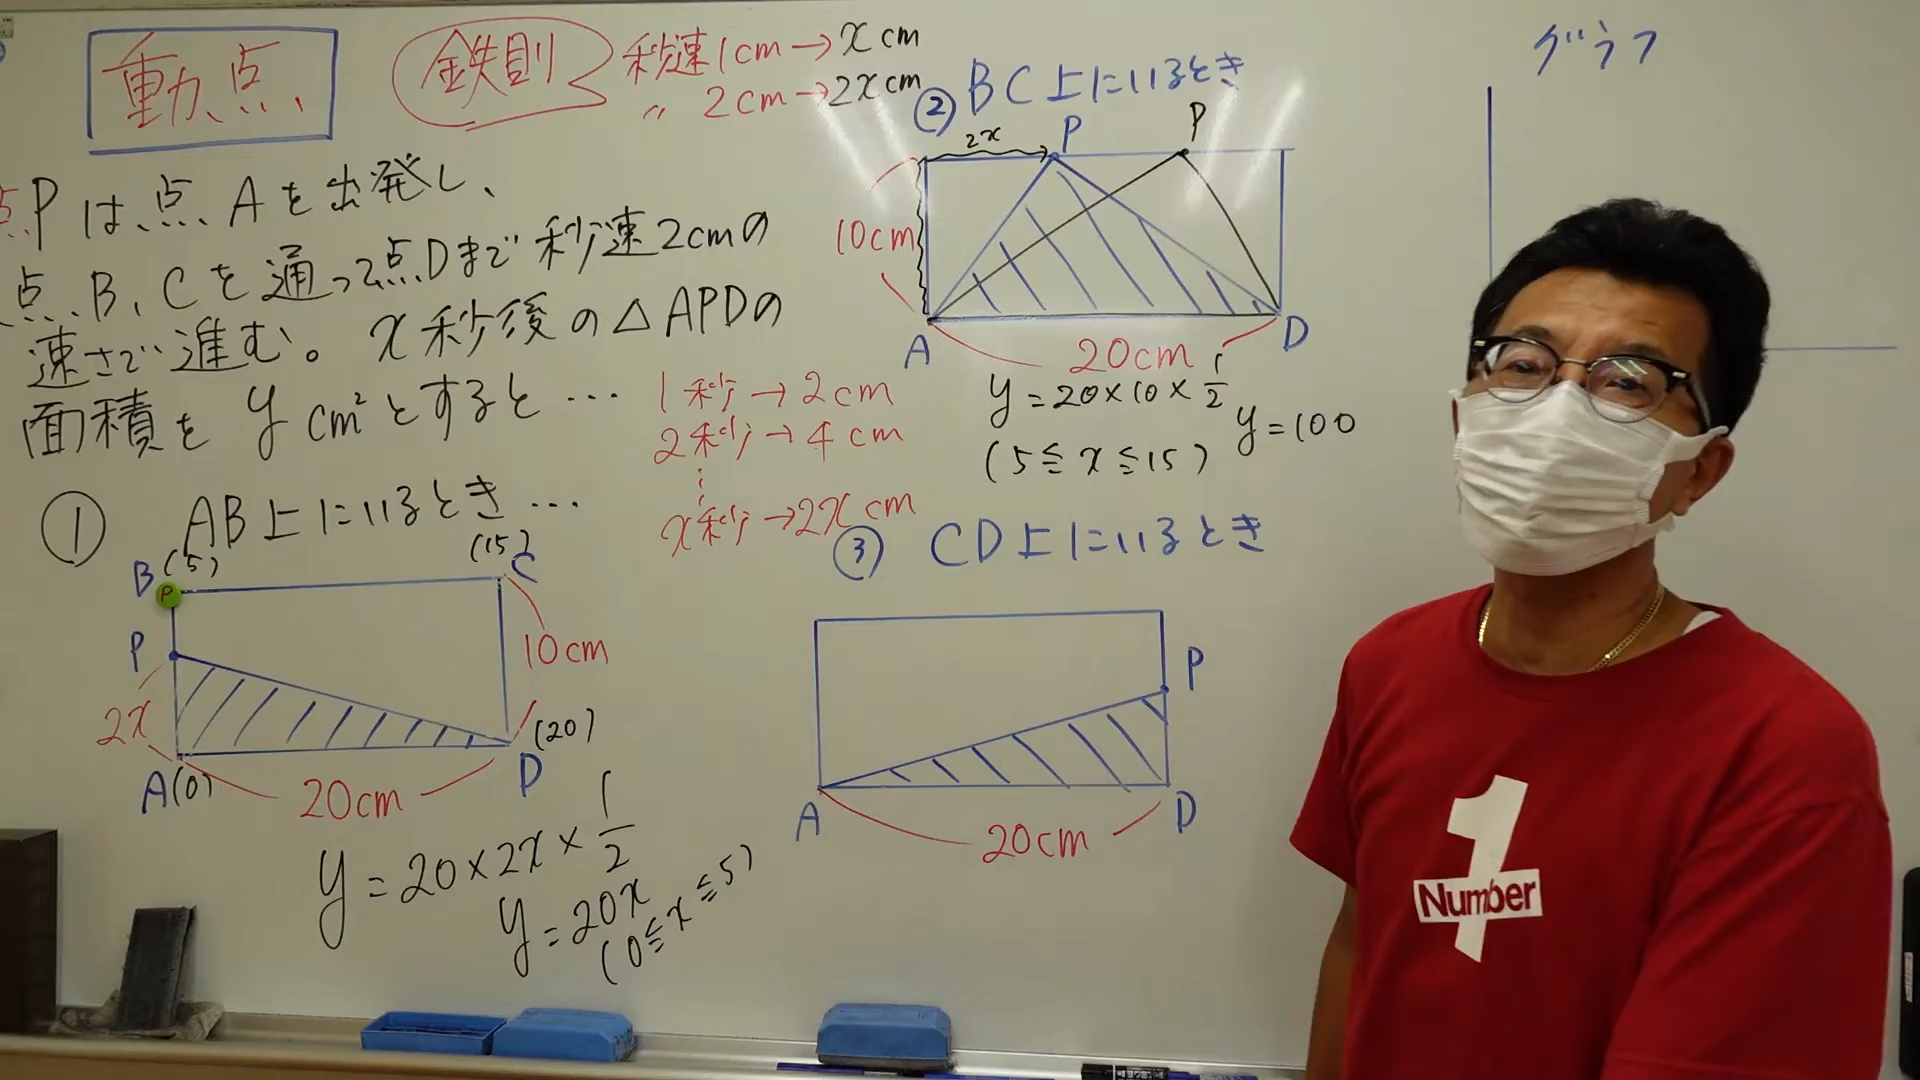 動点
鉄則
秒速1cm→xcm
〃 2cm→2xcm
点Pは、点Aを出発し、
点B、Cを通って点Dまで秒速2cmの
速さで進む。x秒後の△APDの
面積をycm²とすると…
1秒→2cm
2秒→4cm
⋮
x秒→2xcm
① AB上にいるとき…
B(5)
(15)C
P
P
10cm
2x
(20)
A(0)
20cm
D
y=20×2x×1/2
y=20x
(0≦x≦5)
②BC上にいるとき
2x
P
P
10cm
A
20cm
D
y=20×10×1/2
y=100
(5≦x≦15)
③ CD上にいるとき
P
A
20cm
D
グラフ
1
Number